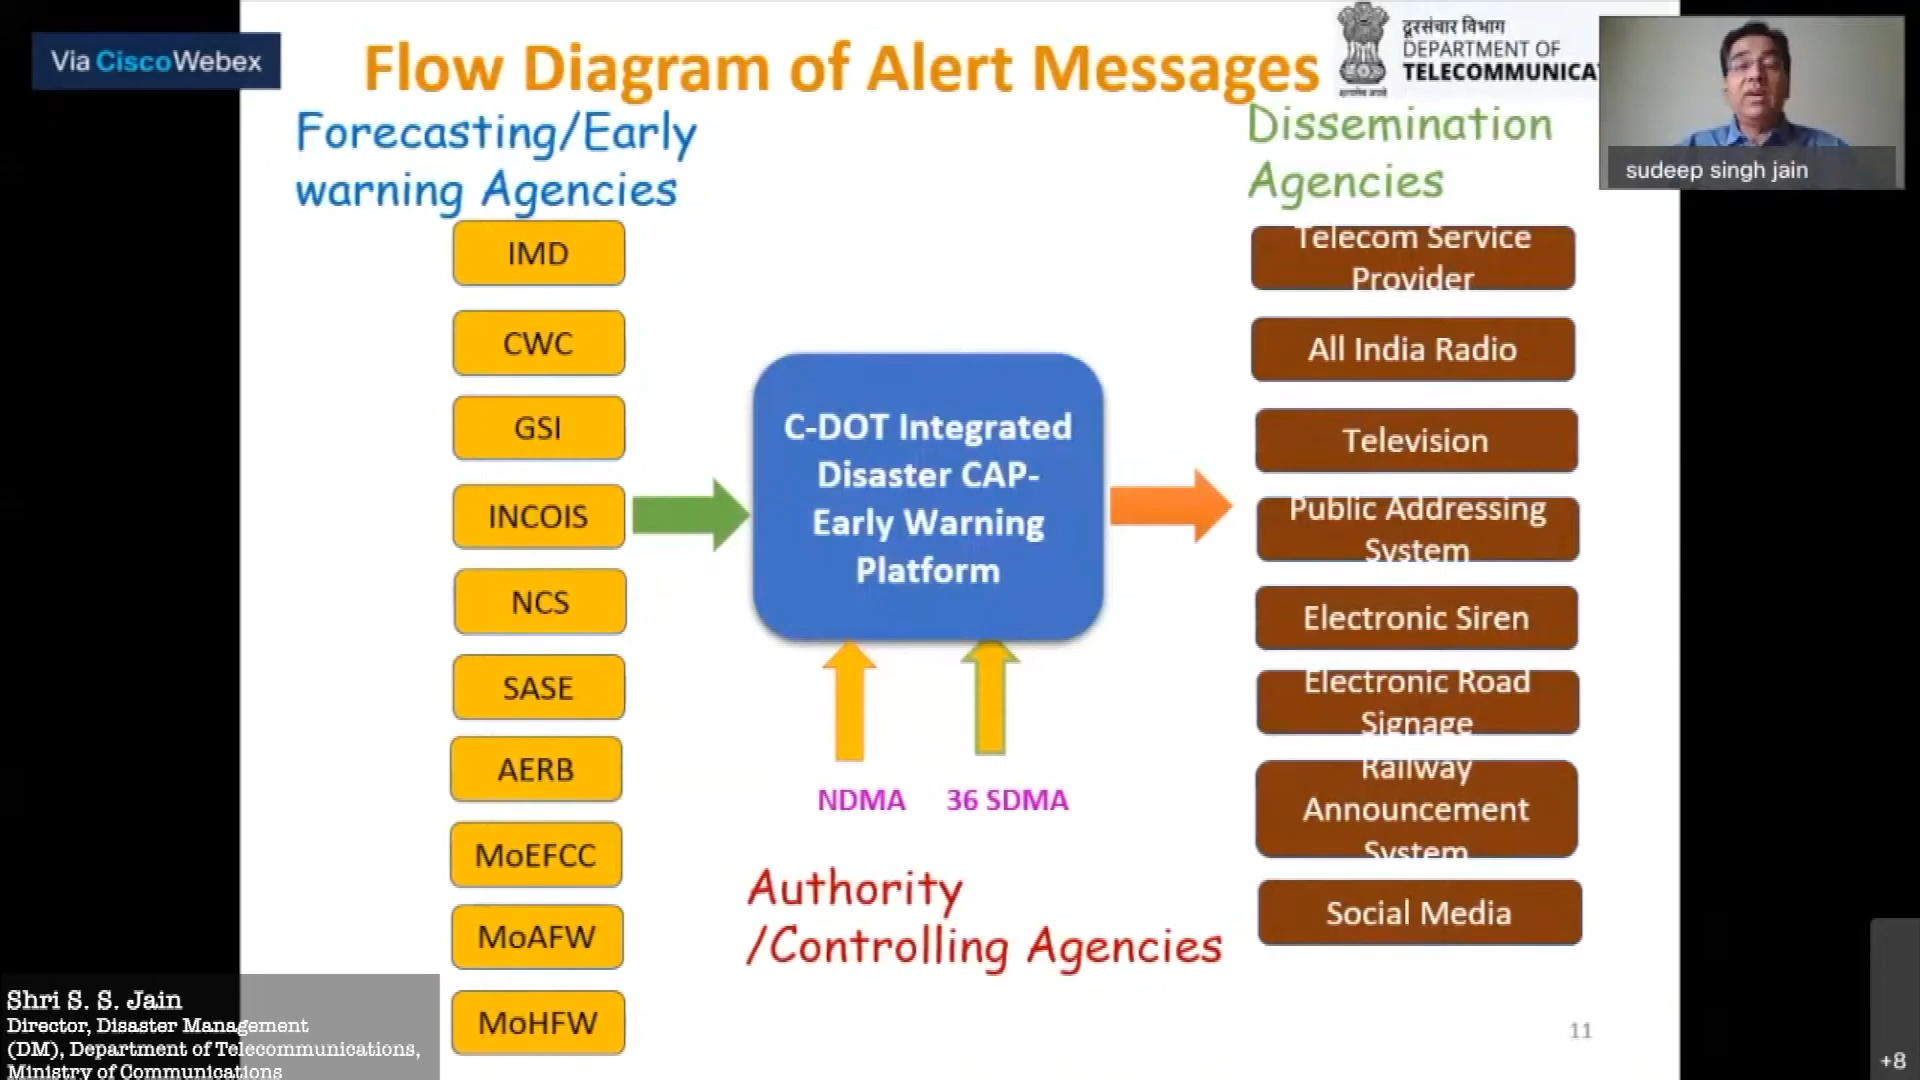 Via CiscoWebex
Flow Diagram of Alert Messages
दूरसंचार विभाग
DEPARTMENT OF
TELECOMMUNICA
sudeep singh jain
Forecasting/Early
warning Agencies
IMD
CWC
GSI
INCOIS
NCS
SASE
AERB
MoEFCC
MoAFW
MoHFW
C-DOT Integrated
Disaster CAP-
Early Warning
Platform
NDMA
36 SDMA
Authority
/Controlling Agencies
Dissemination
Agencies
Telecom Service
Provider
All India Radio
Television
Public Addressing
System
Electronic Siren
Electronic Road
Signage
Railway
Announcement
System
Social Media
Shri S. S. Jain
Director, Disaster Management
(DM), Department of Telecommunications,
Ministry of Communications
11
+8